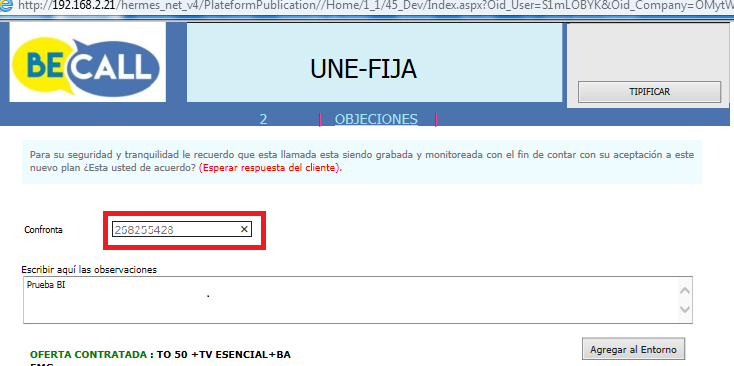 http://192.168.2.21/hermes_net_v4/PlateformPublication//Home/1_1/45_Dev/Index.aspx?Oid_User=S1mLOBYK&Oid_Company=OMytW
BECALL
UNE-FIJA
TIPIFICAR
2 | OBJECIONES |
Para su seguridad y tranquilidad le recuerdo que esta llamada esta siendo grabada y monitoreada con el fin de contar con su aceptación a este
nuevo plan ¿Esta usted de acuerdo? (Esperar respuesta del cliente).
Confronta 268255428 ×
Escribir aquí las observaciones
Prueba BI
.
OFERTA CONTRATADA : TO 50 +TV ESENCIAL+BA
Agregar al Entorno